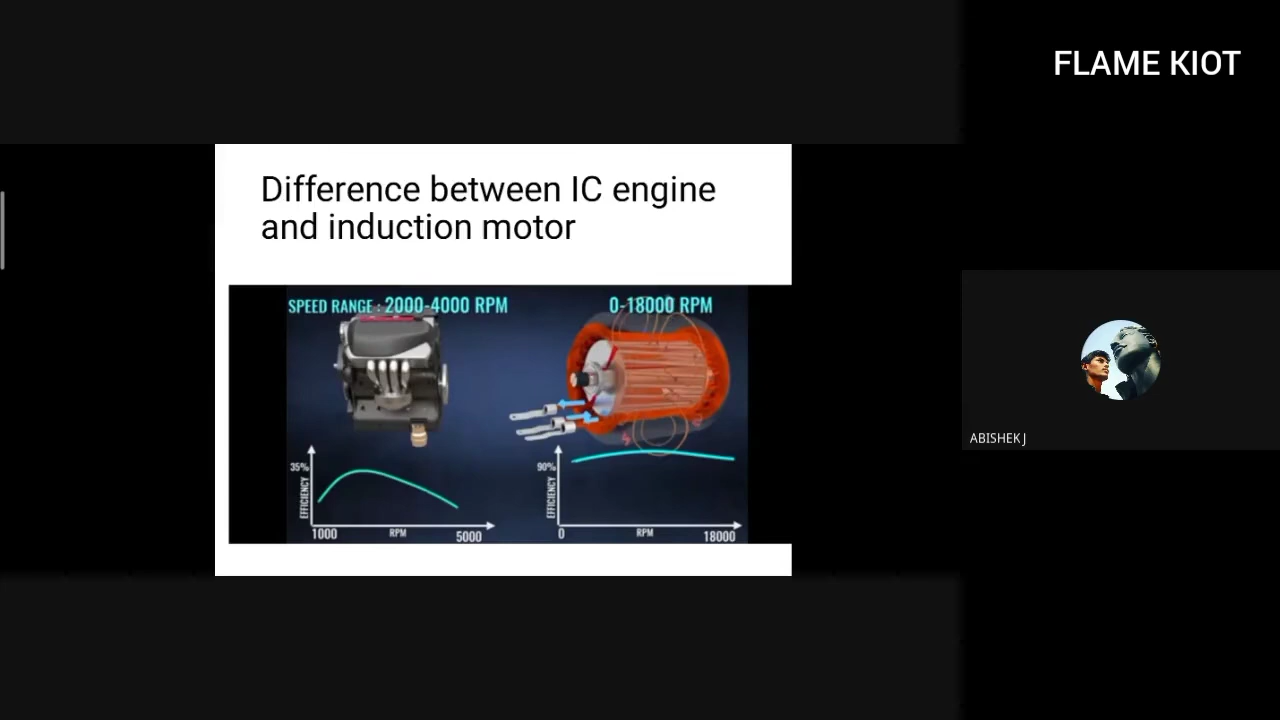 FLAME KIOT
Difference between IC engine
and induction motor
SPEED RANGE : 2000-4000 RPM
0-18000 RPM
35%
EFFICIENCY
1000
RPM
5000
90%
EFFICIENCY
0
RPM
18000
ABISHEK J